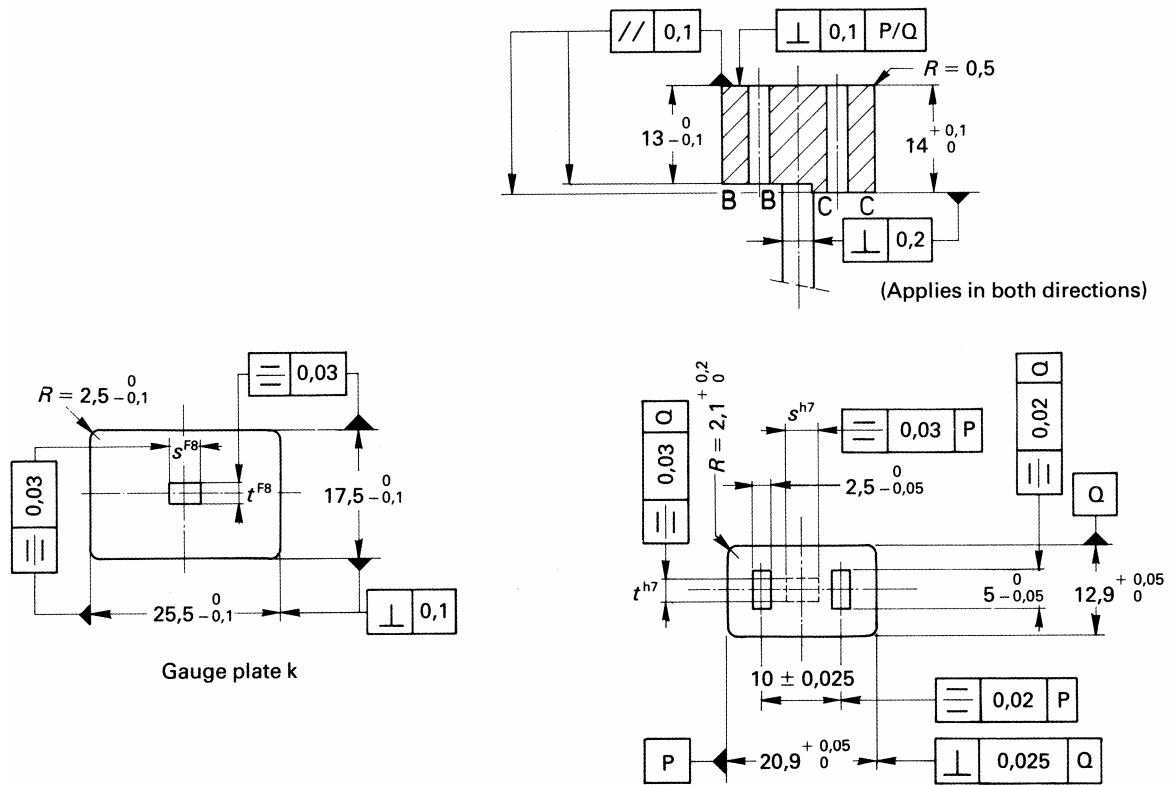 // 0,1
⊥ 0,1 P/Q
R = 0,5
13 0 −0,1
14 +0,1 0
B B C C
⊥ 0,2
(Applies in both directions)
⌯ 0,03
R = 2,5 0 −0,1
sF8
⌯ 0,03
tF8
17,5 0 −0,1
25,5 0 −0,1
⊥ 0,1
Gauge plate k
⌯ 0,03 Q
R = 2,1 +0,2 0
sh7
⌯ 0,03 P
2,5 0 −0,05
⌯ 0,02 Q
Q
th7
5 0 −0,05
12,9 +0,05 0
10 ± 0,025
⌯ 0,02 P
P
20,9 +0,05 0
⊥ 0,025 Q